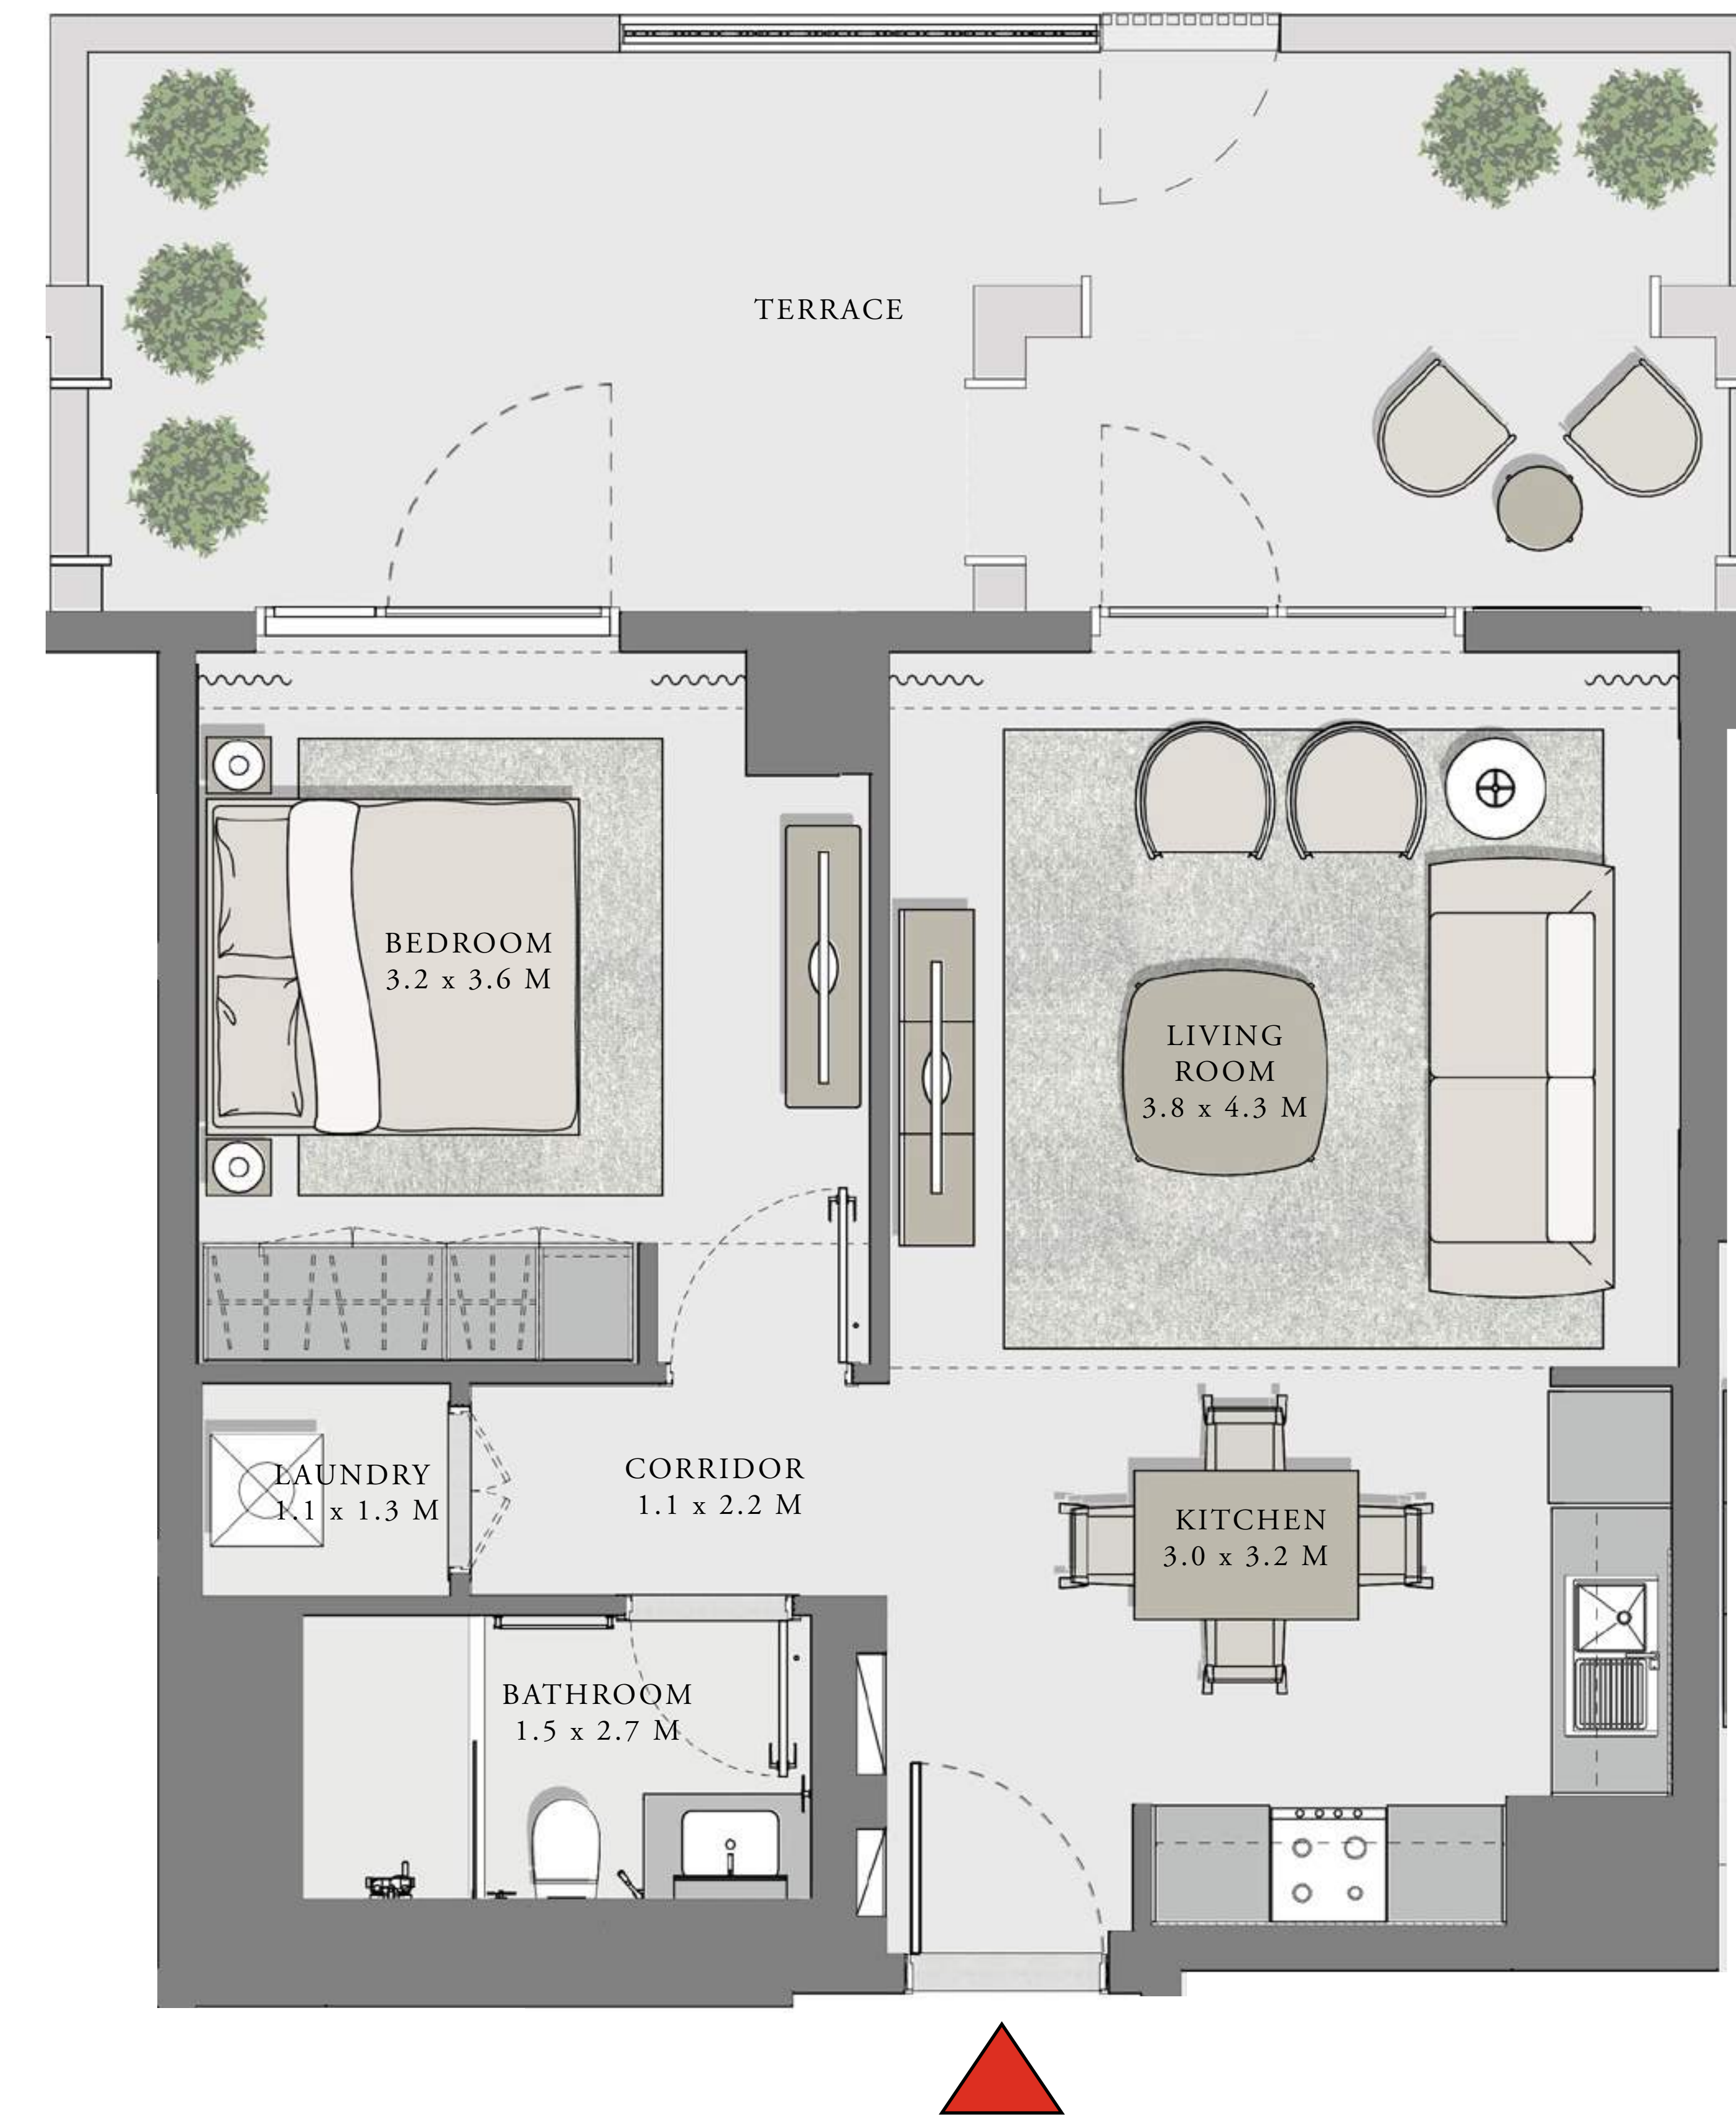 TERRACE
BEDROOM
3.2 x 3.6 M
LIVING
ROOM
3.8 x 4.3 M
LAUNDRY
1.1 x 1.3 M
CORRIDOR
1.1 x 2.2 M
KITCHEN
3.0 x 3.2 M
BATHROOM
1.5 x 2.7 M